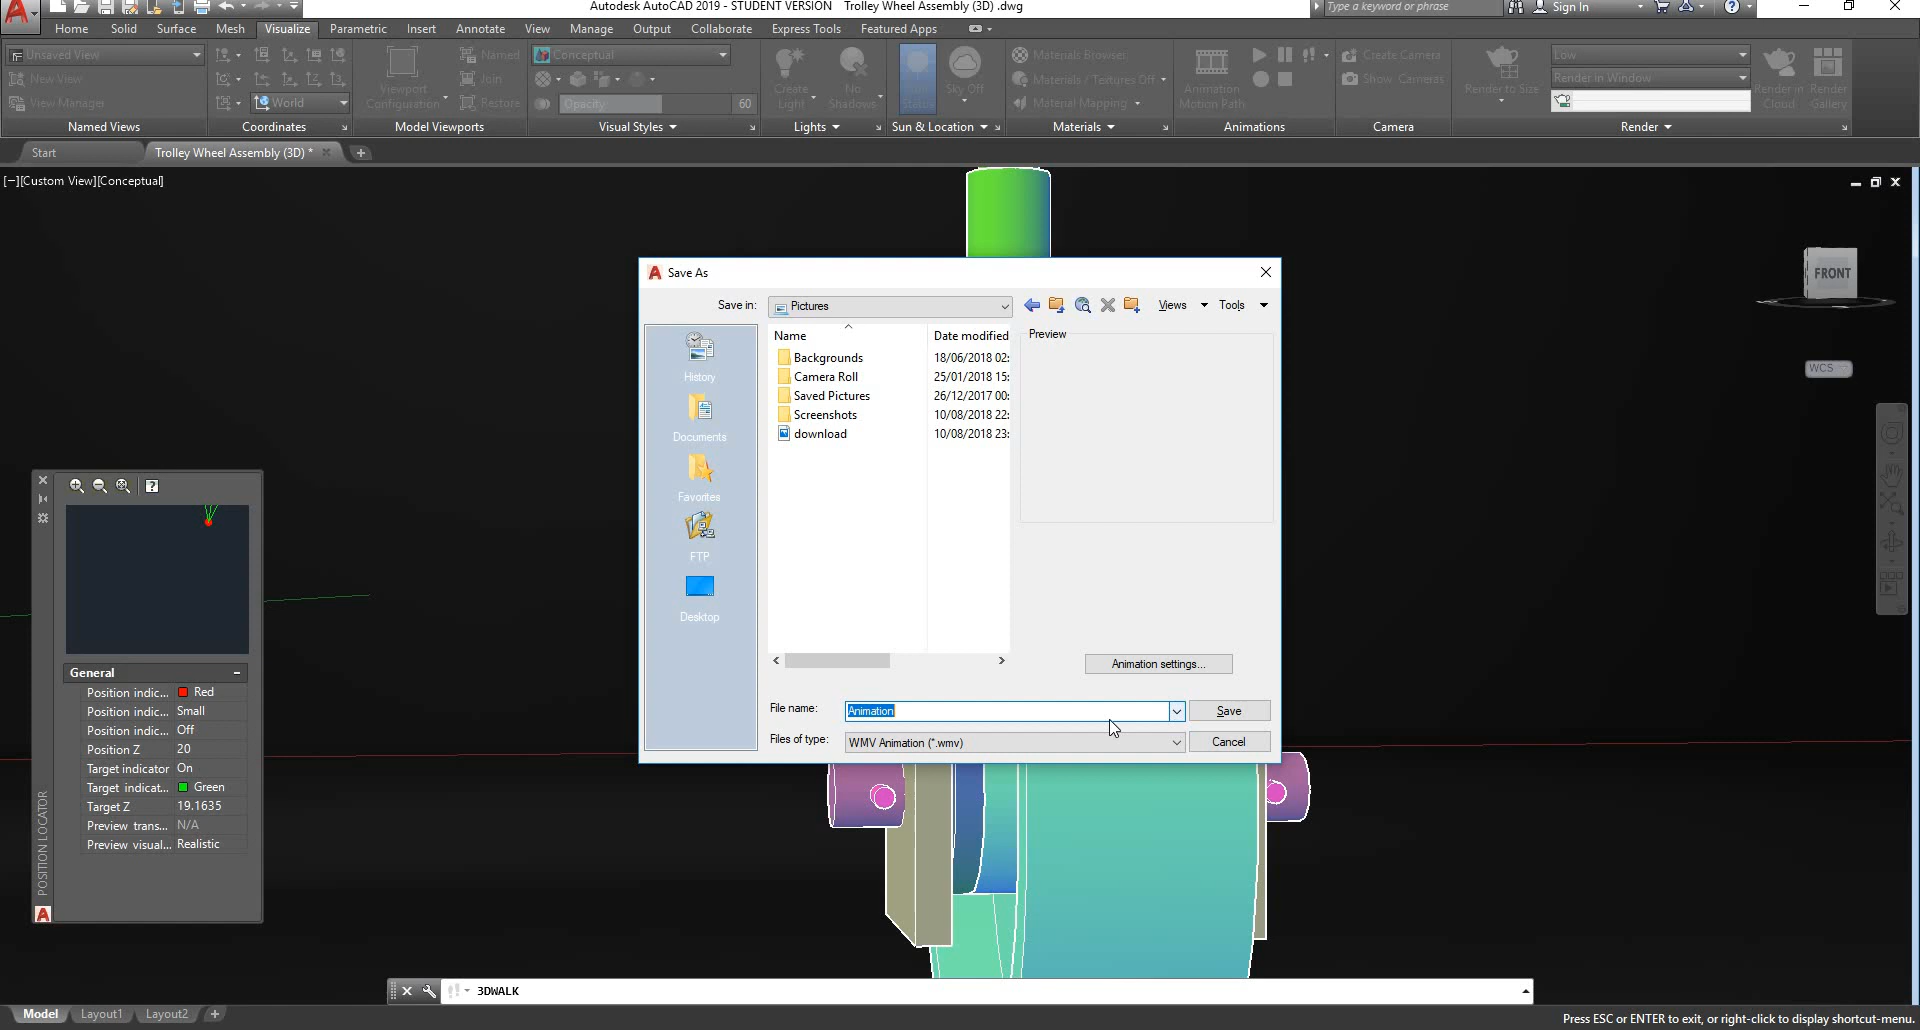 Autodesk AutoCAD 2019 - STUDENT VERSION Trolley Wheel Assembly (3D) .dwg
Type a keyword or phrase
Sign In
Home Solid Surface Mesh Visualize Parametric Insert Annotate View Manage Output Collaborate Express Tools Featured Apps
Unsaved View
New View
View Manager
Named Views
World
Coordinates
Viewport
Configuration
Named
Join
Restore
Model Viewports
Conceptual
Opacity 60
Visual Styles
Create
Light
No
Shadows
Lights
Sun
Status
Sky Off
Sun & Location
Materials Browser
Materials / Textures Off
Material Mapping
Materials
Animation
Motion Path
Animations
Create Camera
Show Cameras
Camera
Render to Size
Low
Render in Window
Render in
Cloud
Render
Gallery
Render
Start
Trolley Wheel Assembly (3D) *
[−][Custom View][Conceptual]
FRONT
WCS
Save As
Save in: Pictures Views Tools
Name Date modified
Backgrounds 18/06/2018 02:
Camera Roll 25/01/2018 15:
Saved Pictures 26/12/2017 00:
Screenshots 10/08/2018 22:
download 10/08/2018 23:
Preview
History
Documents
Favorites
FTP
Desktop
Animation settings...
File name: Animation Save
Files of type: WMV Animation (*.wmv) Cancel
General
Position indic... Red
Position indic... Small
Position indic... Off
Position Z 20
Target indicator On
Target indicat... Green
Target Z 19.1635
Preview trans... N/A
Preview visual... Realistic
POSITION LOCATOR
3DWALK
Model Layout1 Layout2
Press ESC or ENTER to exit, or right-click to display shortcut-menu.